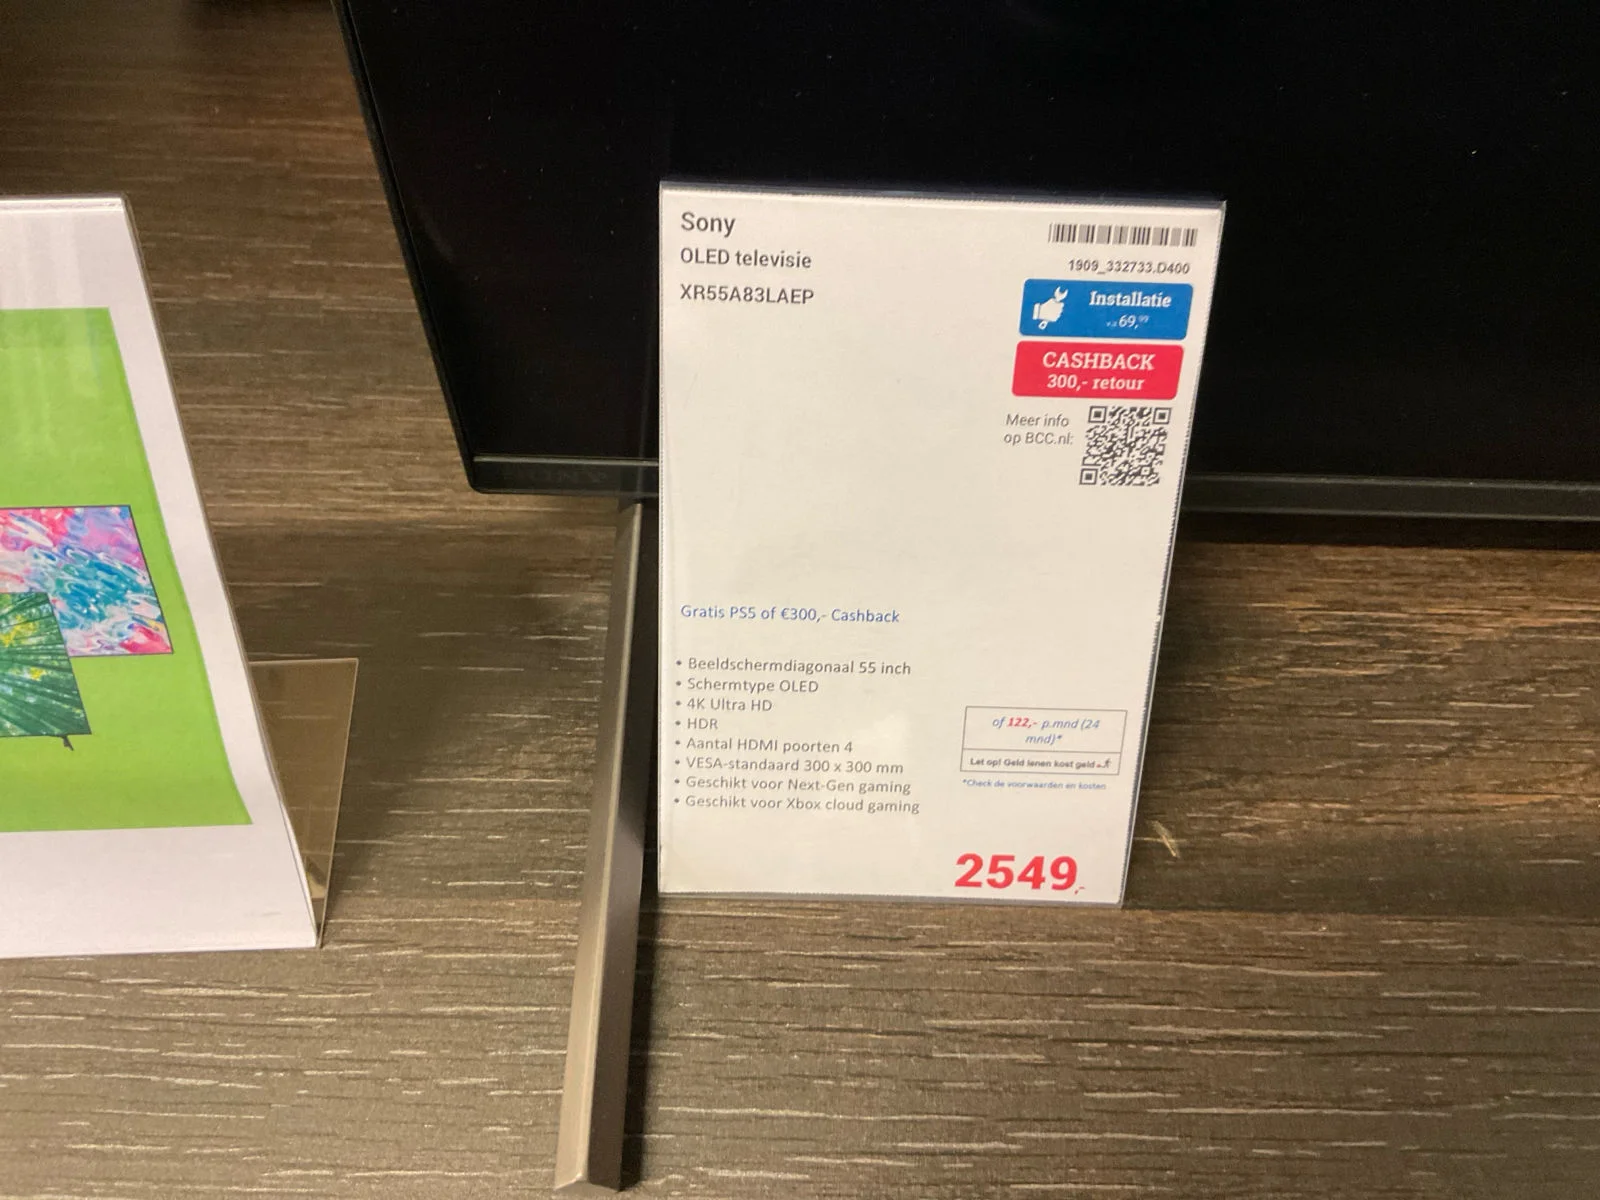 Sony
OLED televisie
XR55A83LAEP
1909_332733.D400
Installatie
v.a 69,99
CASHBACK
300,- retour
Meer info
op BCC.nl:
Gratis PS5 of €300,- Cashback
• Beeldschermdiagonaal 55 inch
• Schermtype OLED
• 4K Ultra HD
• HDR
• Aantal HDMI poorten 4
• VESA-standaard 300 x 300 mm
• Geschikt voor Next-Gen gaming
• Geschikt voor Xbox cloud gaming
of 122,- p.mnd (24
mnd)*
Let op! Geld lenen kost geld
*Check de voorwaarden en kosten
2549,-